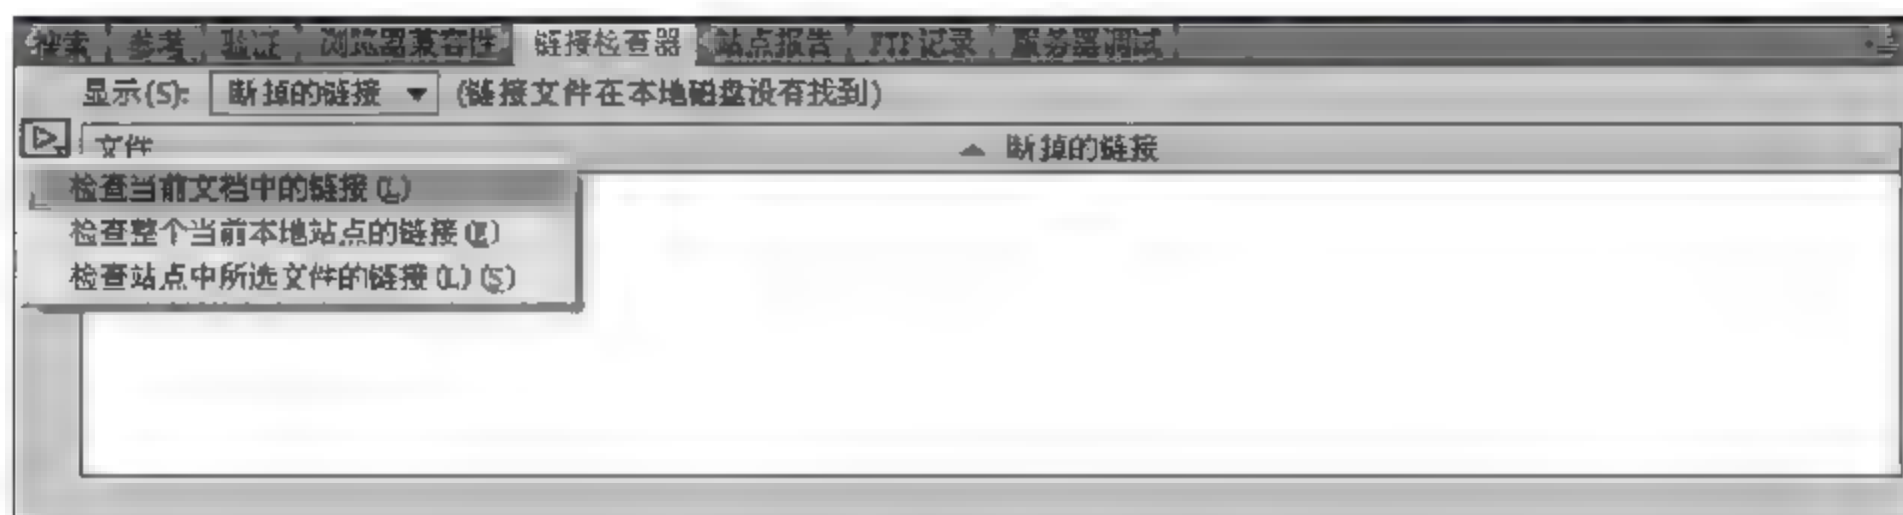 搜索 参考 验证 浏览器兼容性 链接检查器 站点报告 FTP记录 服务器调试
显示(S): 断掉的链接 (链接文件在本地磁盘没有找到)
文件 断掉的链接
检查当前文档中的链接(L)
检查整个当前本地站点的链接(E)
检查站点中所选文件的链接(L)(S)